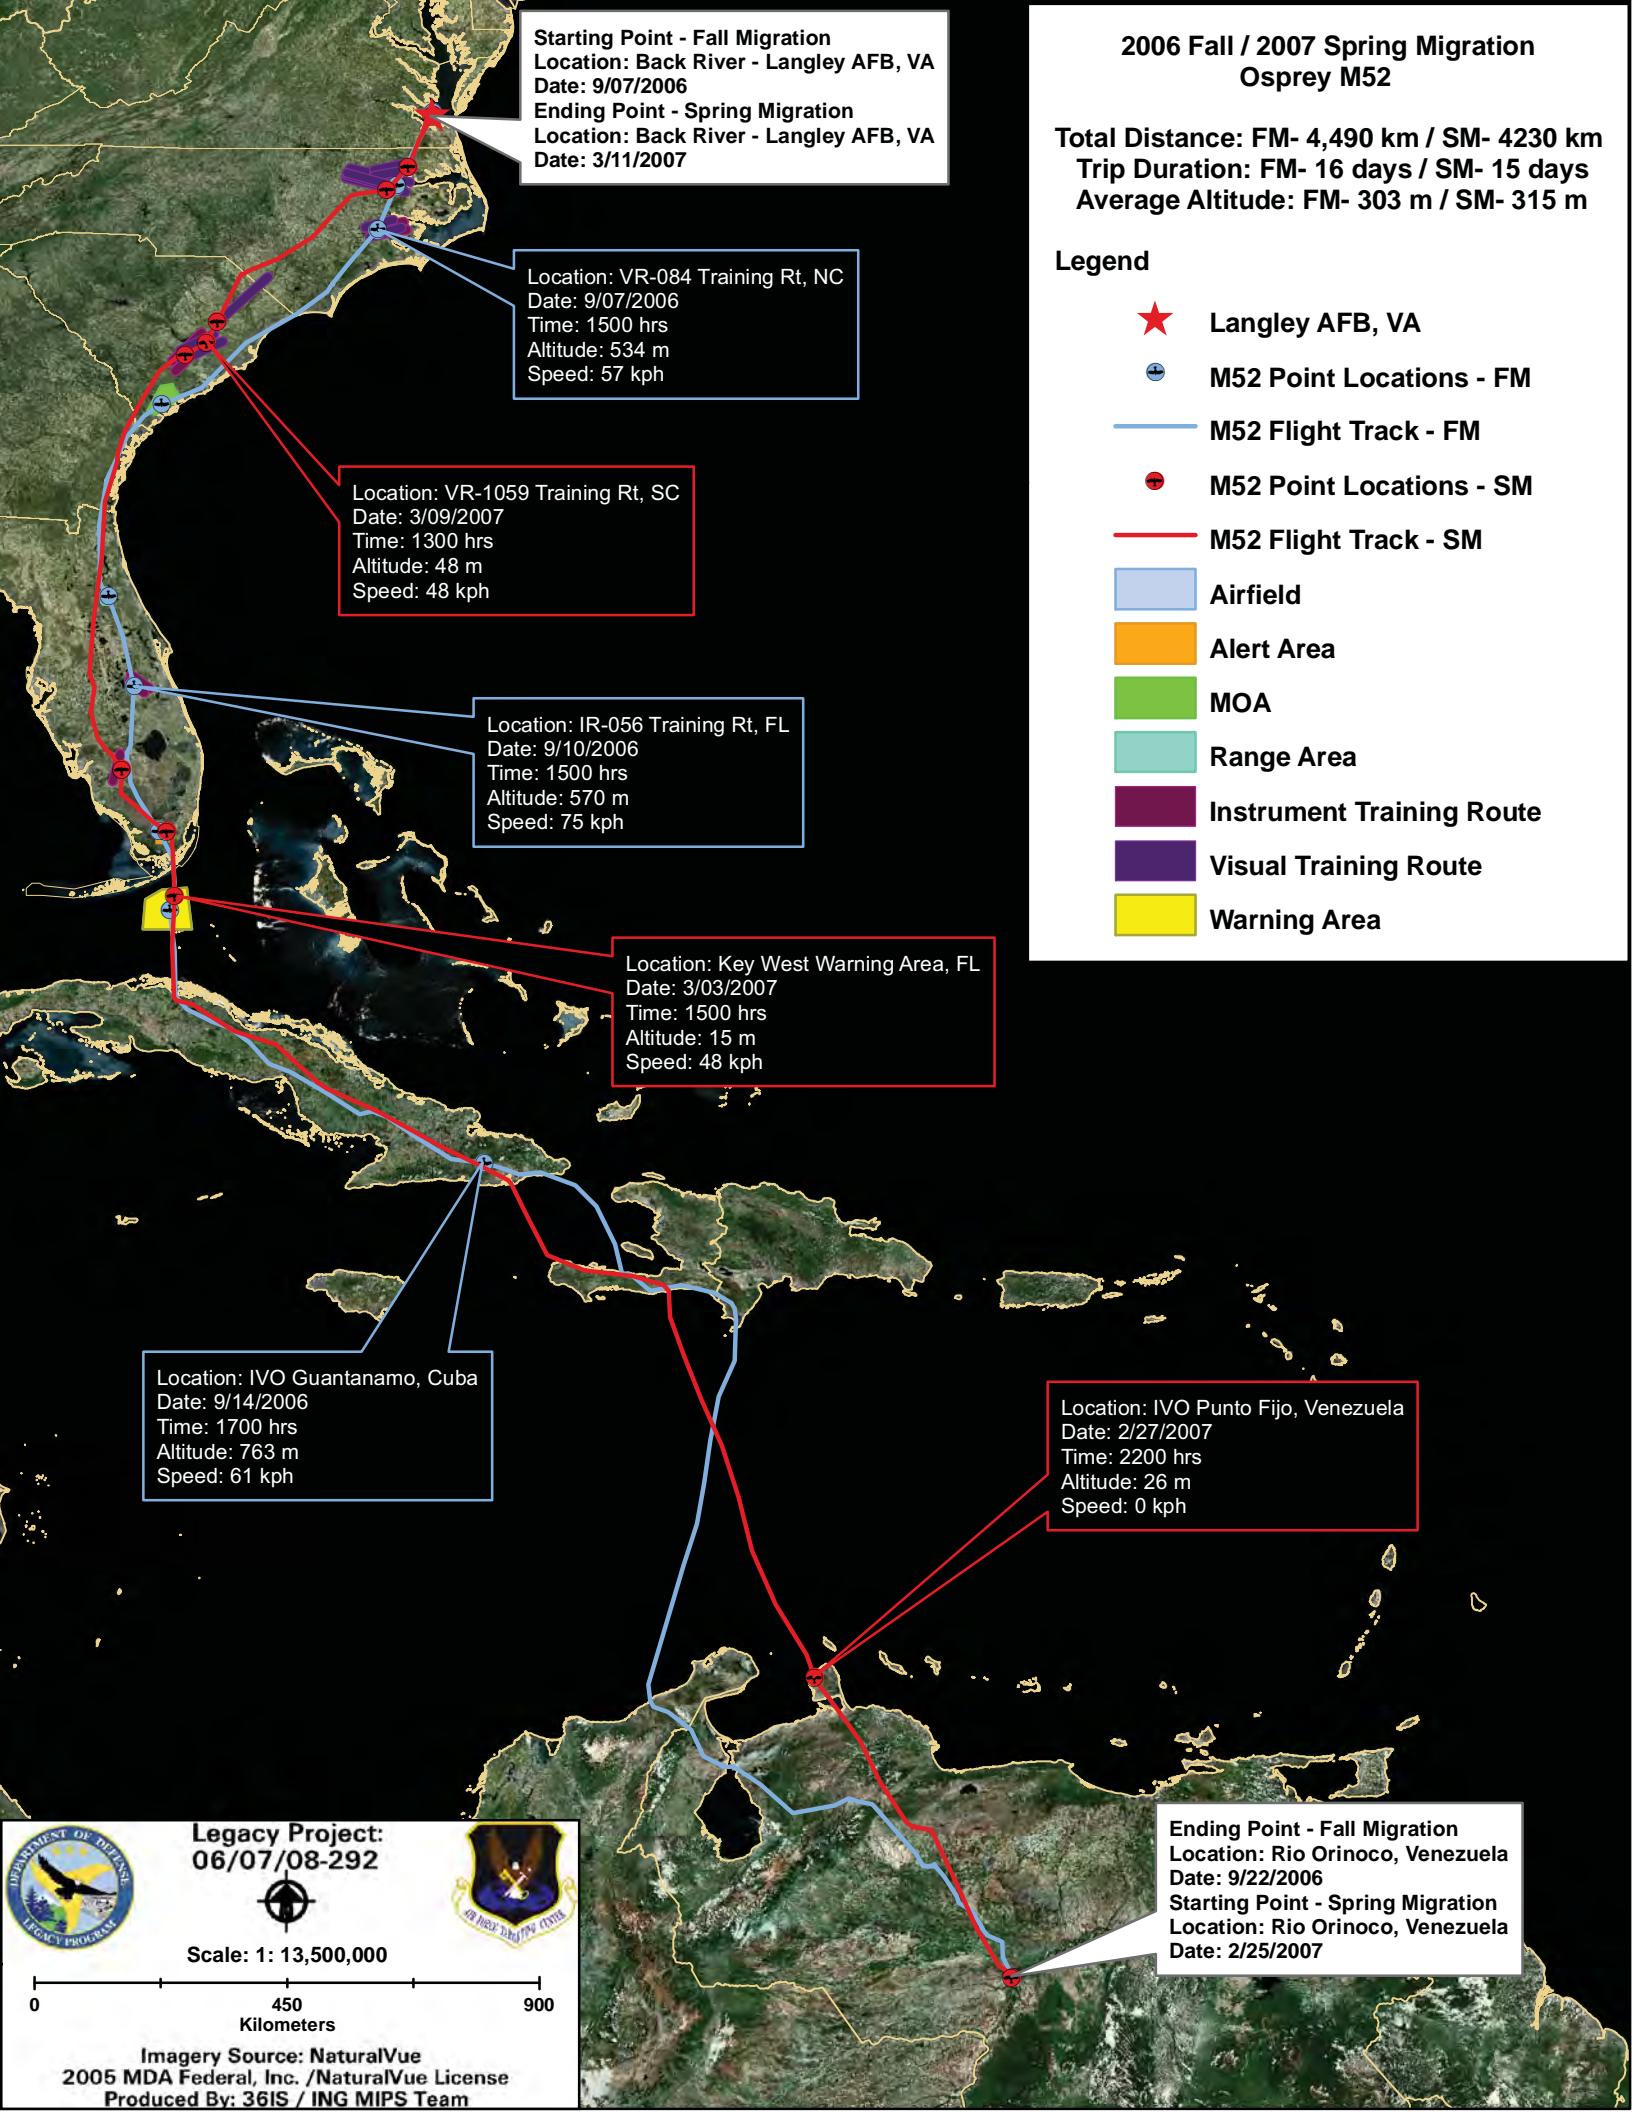 Starting Point - Fall Migration
Location: Back River - Langley AFB, VA
Date: 9/07/2006
Ending Point - Spring Migration
Location: Back River - Langley AFB, VA
Date: 3/11/2007
2006 Fall / 2007 Spring Migration
Osprey M52
Total Distance: FM- 4,490 km / SM- 4230 km
Trip Duration: FM- 16 days / SM- 15 days
Average Altitude: FM- 303 m / SM- 315 m
Legend
Langley AFB, VA
M52 Point Locations - FM
M52 Flight Track - FM
M52 Point Locations - SM
M52 Flight Track - SM
Airfield
Alert Area
MOA
Range Area
Instrument Training Route
Visual Training Route
Warning Area
Location: VR-084 Training Rt, NC
Date: 9/07/2006
Time: 1500 hrs
Altitude: 534 m
Speed: 57 kph
Location: VR-1059 Training Rt, SC
Date: 3/09/2007
Time: 1300 hrs
Altitude: 48 m
Speed: 48 kph
Location: IR-056 Training Rt, FL
Date: 9/10/2006
Time: 1500 hrs
Altitude: 570 m
Speed: 75 kph
Location: Key West Warning Area, FL
Date: 3/03/2007
Time: 1500 hrs
Altitude: 15 m
Speed: 48 kph
Location: IVO Guantanamo, Cuba
Date: 9/14/2006
Time: 1700 hrs
Altitude: 763 m
Speed: 61 kph
Location: IVO Punto Fijo, Venezuela
Date: 2/27/2007
Time: 2200 hrs
Altitude: 26 m
Speed: 0 kph
Ending Point - Fall Migration
Location: Rio Orinoco, Venezuela
Date: 9/22/2006
Starting Point - Spring Migration
Location: Rio Orinoco, Venezuela
Date: 2/25/2007
DEPARTMENT OF DEFENSE
LEGACY PROGRAM
Legacy Project:
06/07/08-292
AIR FORCE TARGETING CENTER
Scale: 1: 13,500,000
0 450 900
Kilometers
Imagery Source: NaturalVue
2005 MDA Federal, Inc. /NaturalVue License
Produced By: 36IS / ING MIPS Team